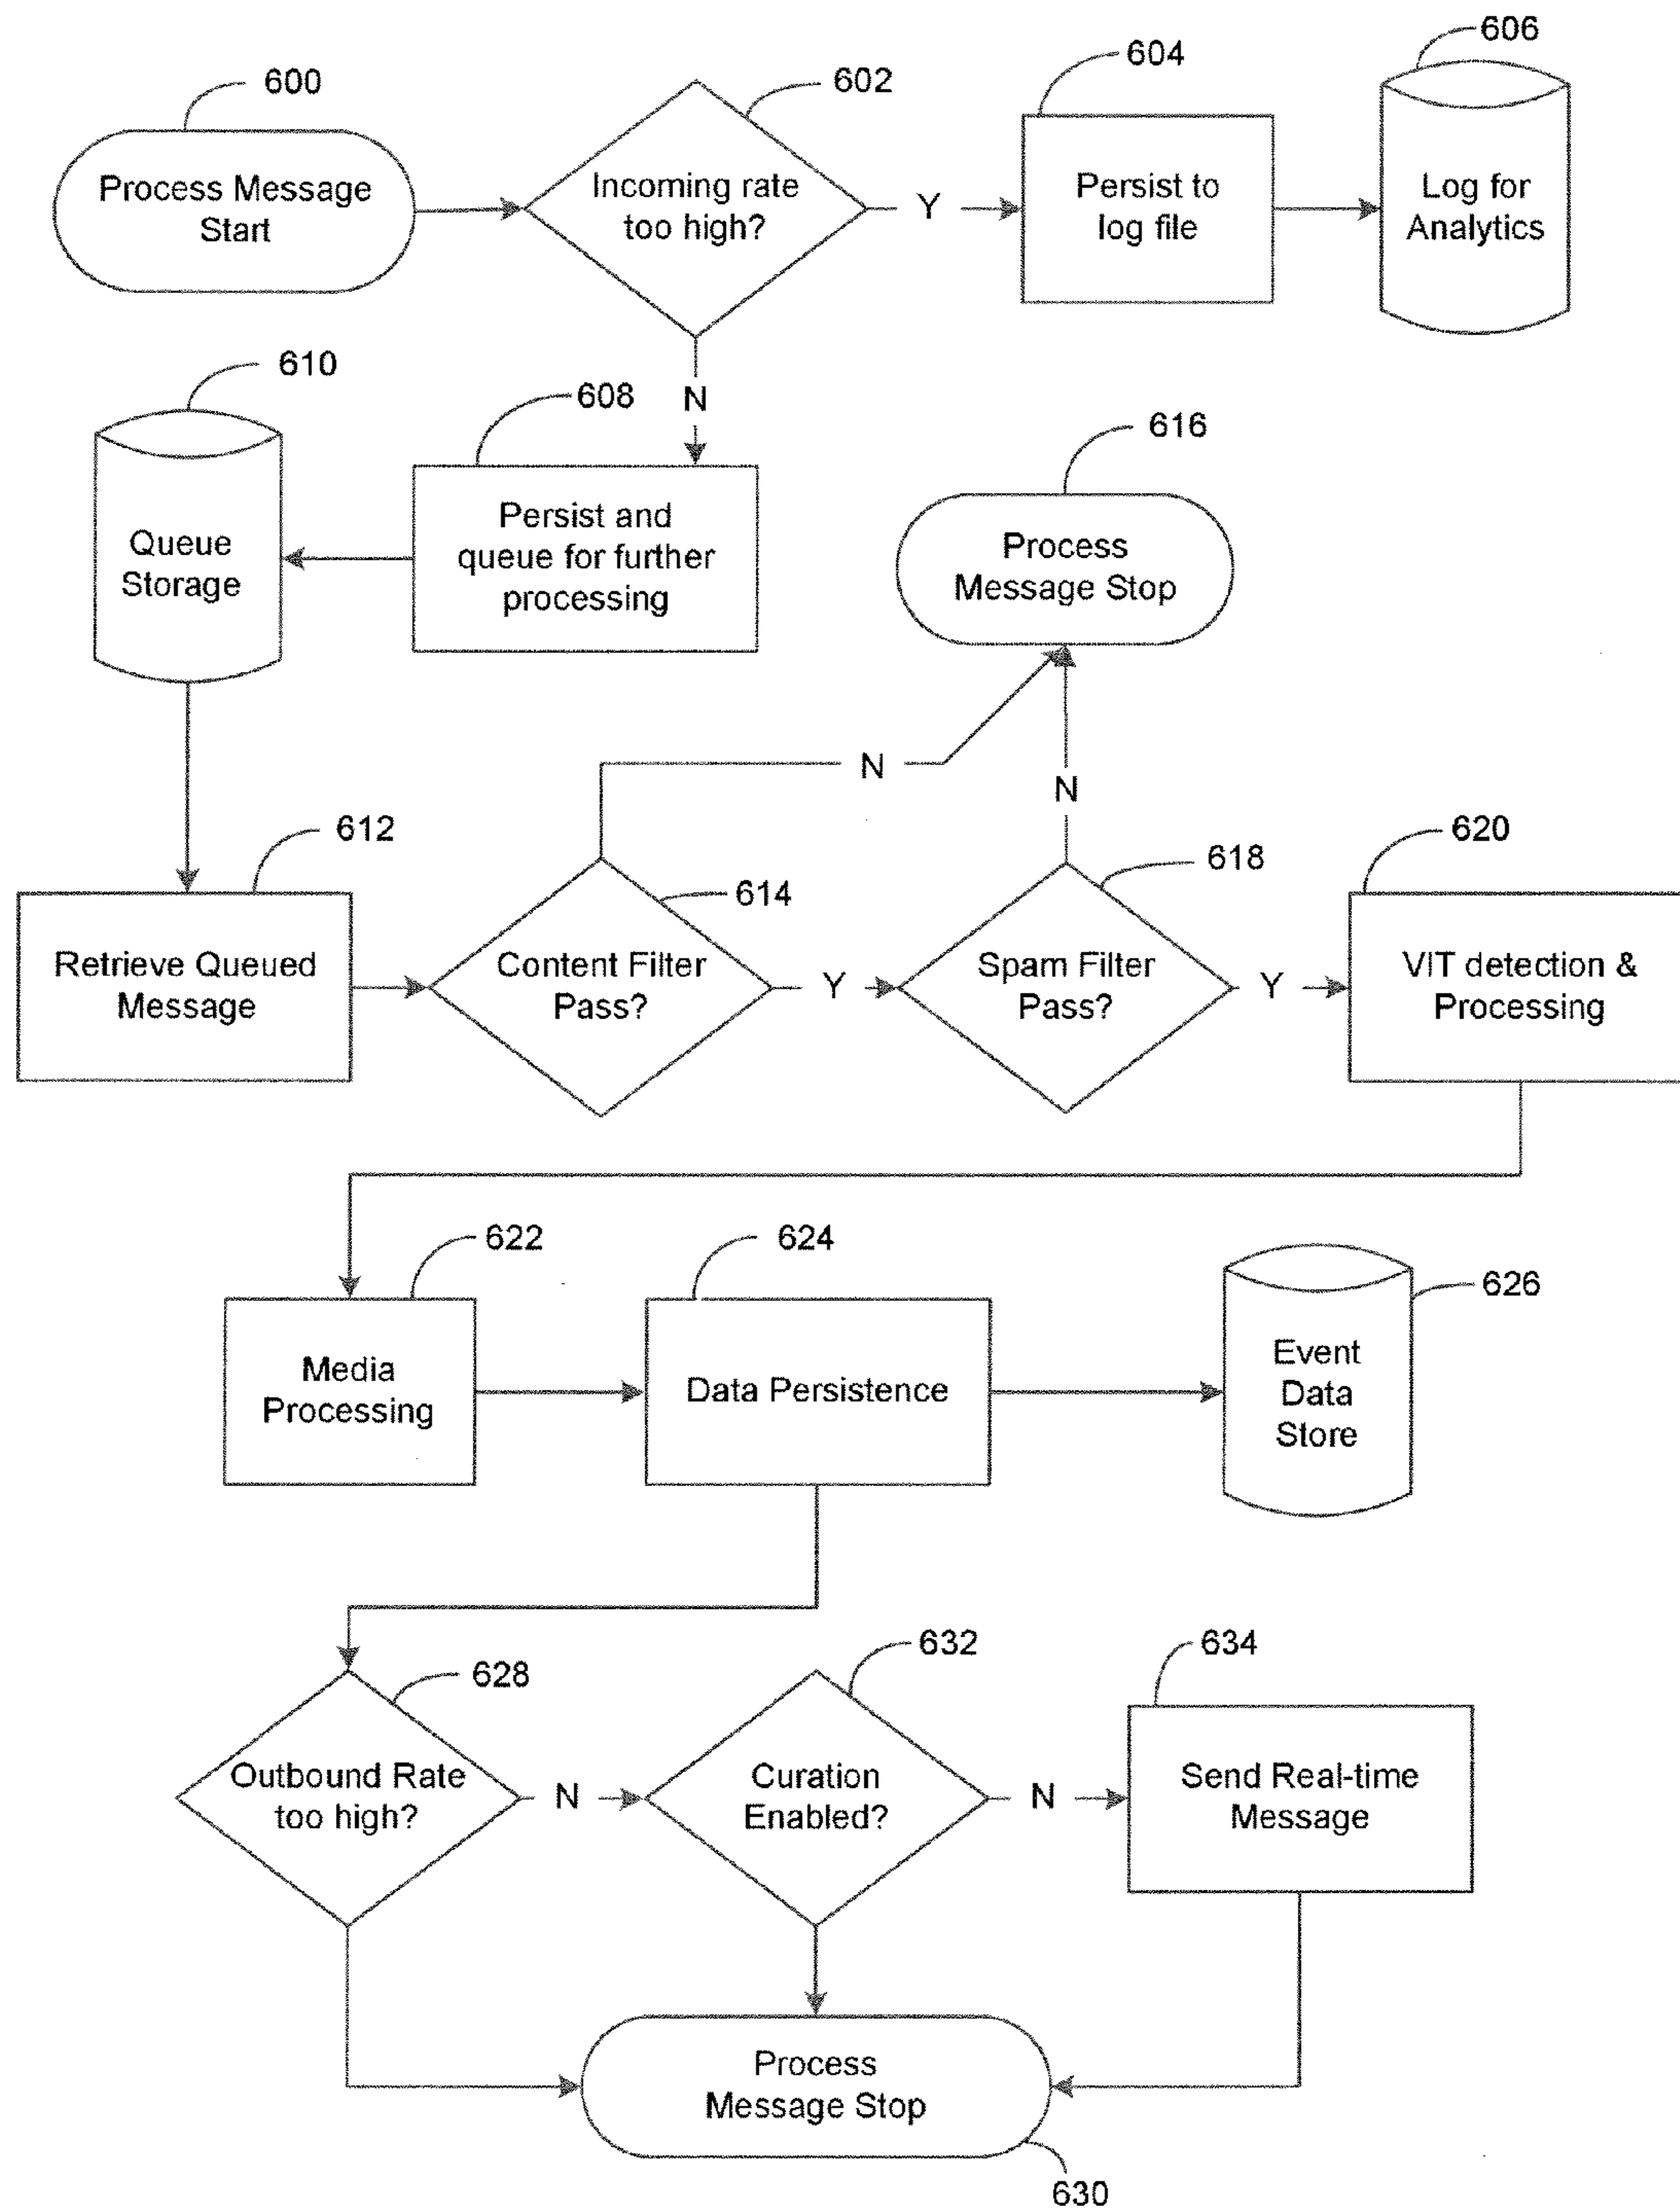 600
602
604
606
Process Message
Start
Incoming rate
too high?
Y
Persist to
log file
Log for
Analytics
N
610
608
616
Queue
Storage
Persist and
queue for further
processing
Process
Message Stop
N
N
612
614
618
620
Retrieve Queued
Message
Content Filter
Pass?
Y
Spam Filter
Pass?
Y
VIT detection &
Processing
622
624
626
Media
Processing
Data Persistence
Event
Data
Store
628
632
634
Outbound Rate
too high?
N
Curation
Enabled?
N
Send Real-time
Message
Process
Message Stop
630